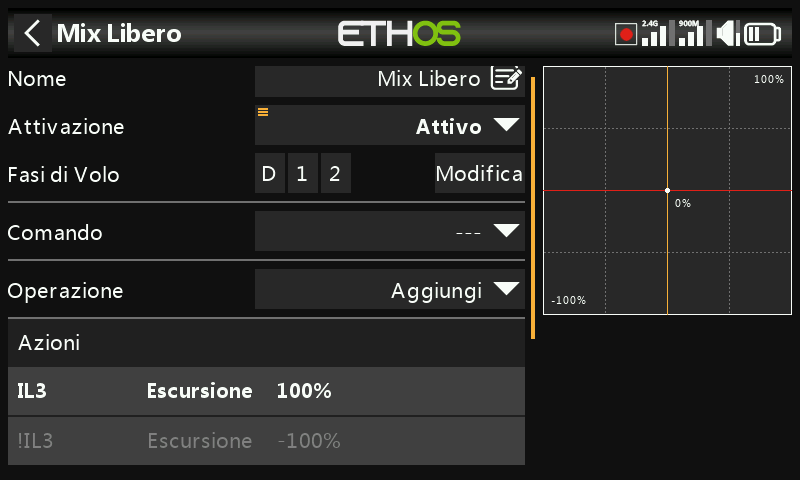 Mix Libero
ETHOS
2.4G
900M
Nome
Mix Libero
Attivazione
Attivo
Fasi di Volo
D 1 2
Modifica
Comando
---
Operazione
Aggiungi
Azioni
IL3 Escursione 100%
!IL3 Escursione -100%
100%
0%
-100%